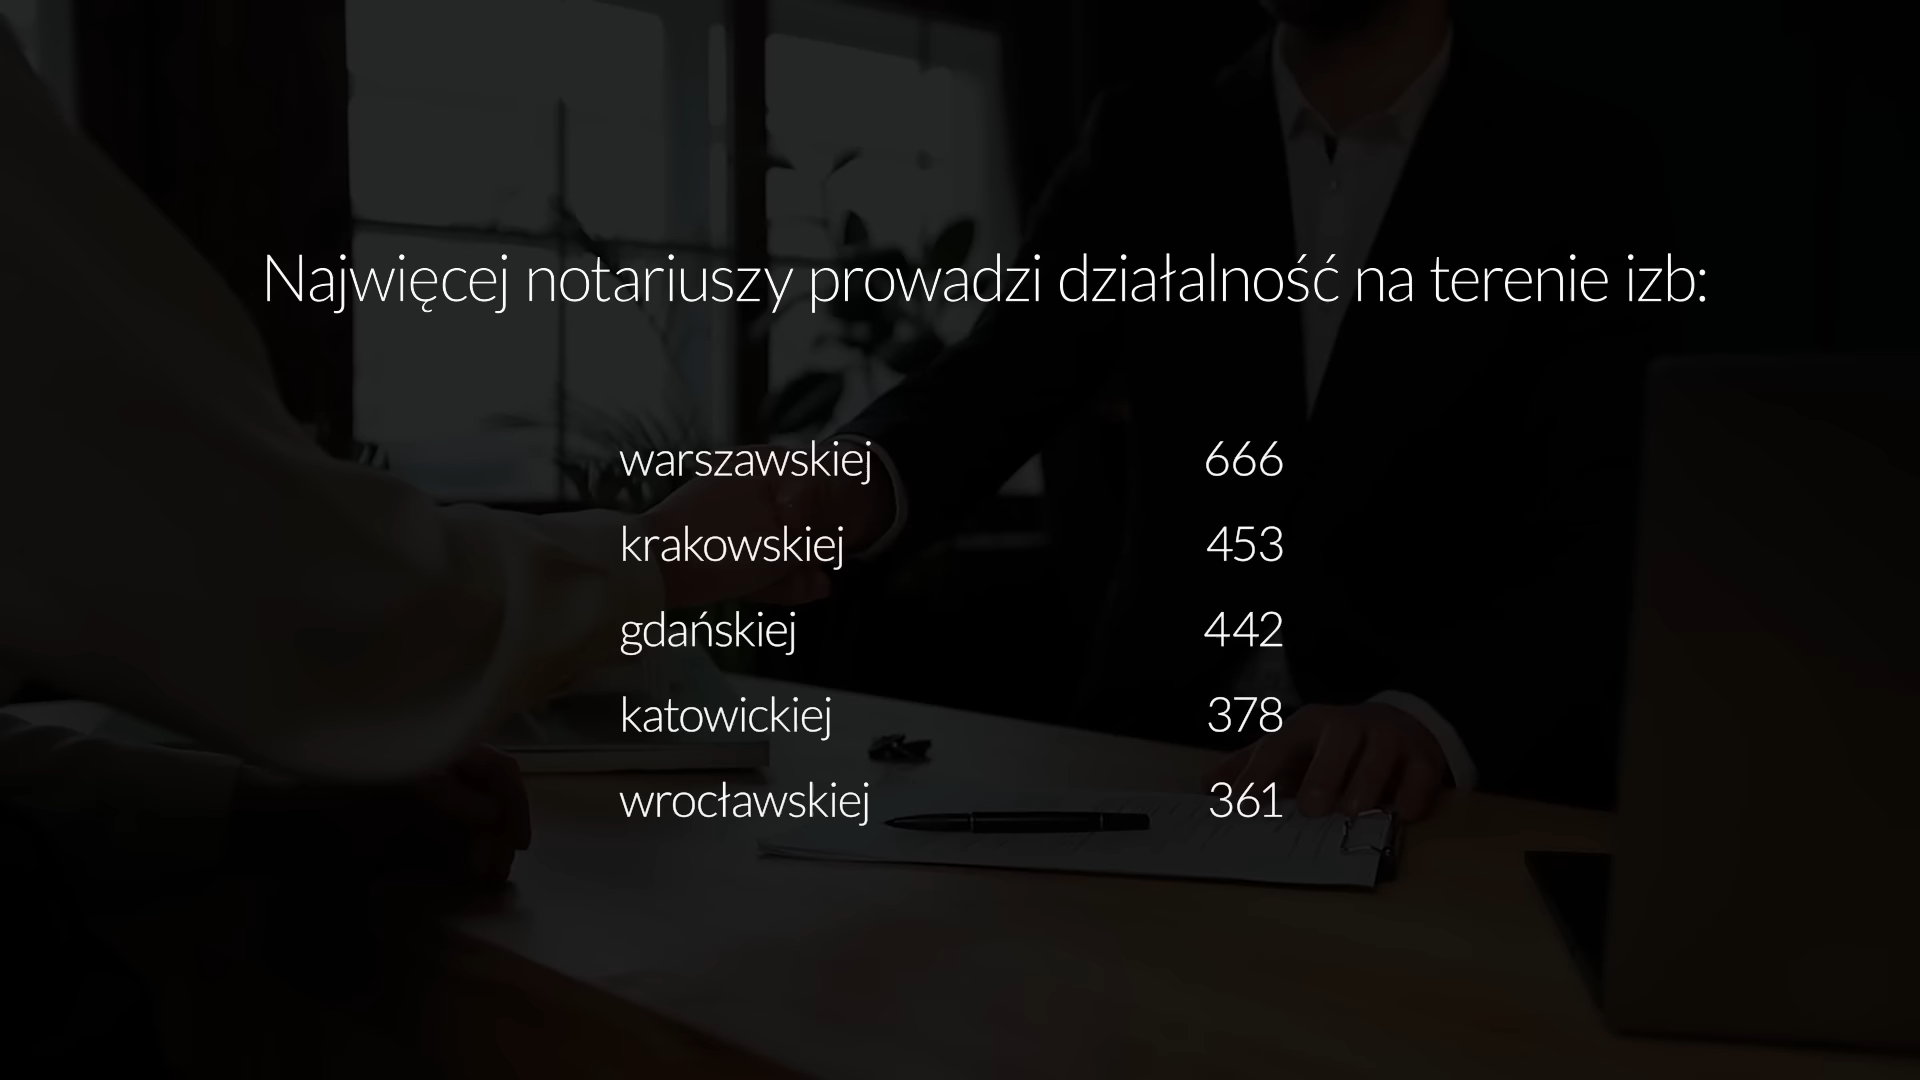 Najwięcej notariuszy prowadzi działalność na terenie izb:
warszawskiej 666
krakowskiej 453
gdańskiej 442
katowickiej 378
wrocławskiej 361